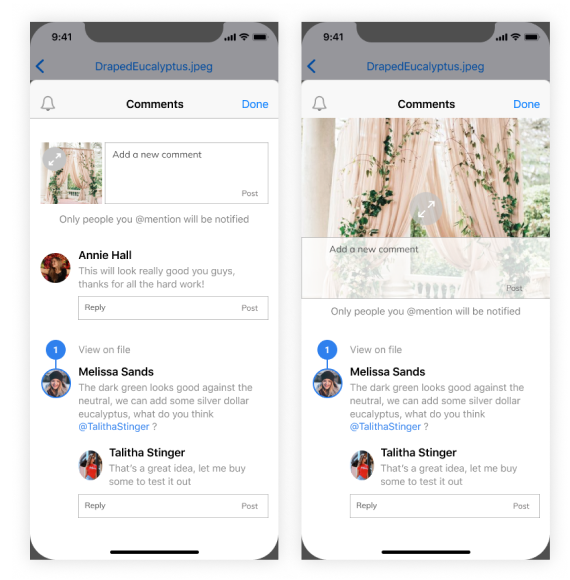 9:41
DrapedEucalyptus.jpeg
Comments
Done
Add a new comment
Post
Only people you @mention will be notified
Annie Hall
This will look really good you guys,
thanks for all the hard work!
Reply
Post
1
View on file
Melissa Sands
The dark green looks good against the
neutral, we can add some silver dollar
eucalyptus, what do you think
@TalithaStinger ?
Talitha Stinger
That's a great idea, let me buy
some to test it out
Reply
Post
9:41
DrapedEucalyptus.jpeg
Comments
Done
Add a new comment
Post
Only people you @mention will be notified
1
View on file
Melissa Sands
The dark green looks good against the
neutral, we can add some silver dollar
eucalyptus, what do you think
@TalithaStinger ?
Talitha Stinger
That's a great idea, let me buy
some to test it out
Reply
Post